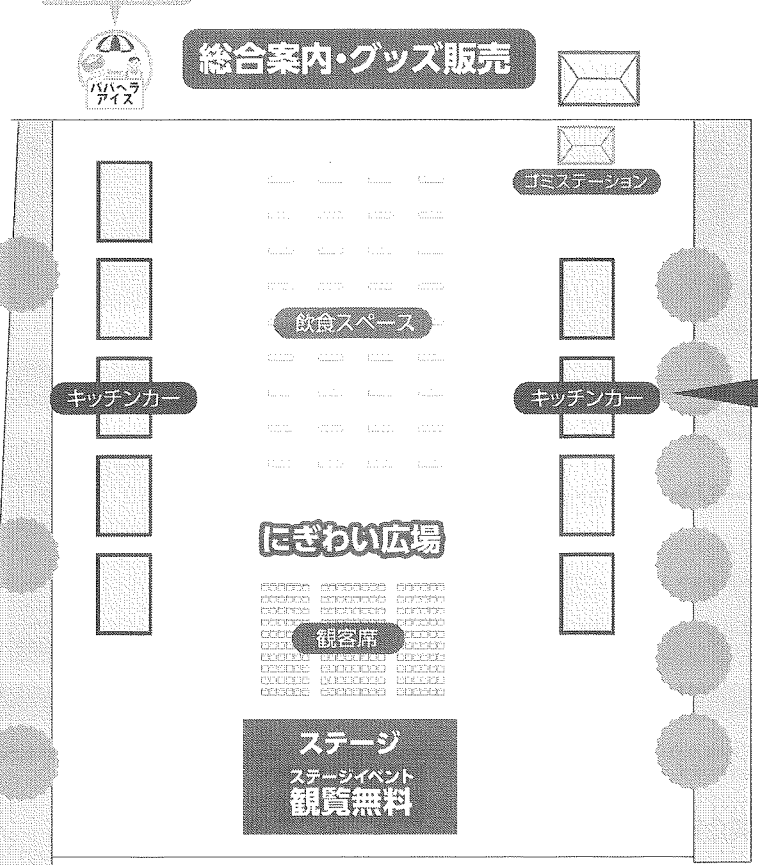 総合案内・グッズ販売
ババヘラ
アイス
ゴミステーション
飲食スペース
キッチンカー
キッチンカー
にぎわい広場
観客席
ステージ
ステージイベント
観覧無料